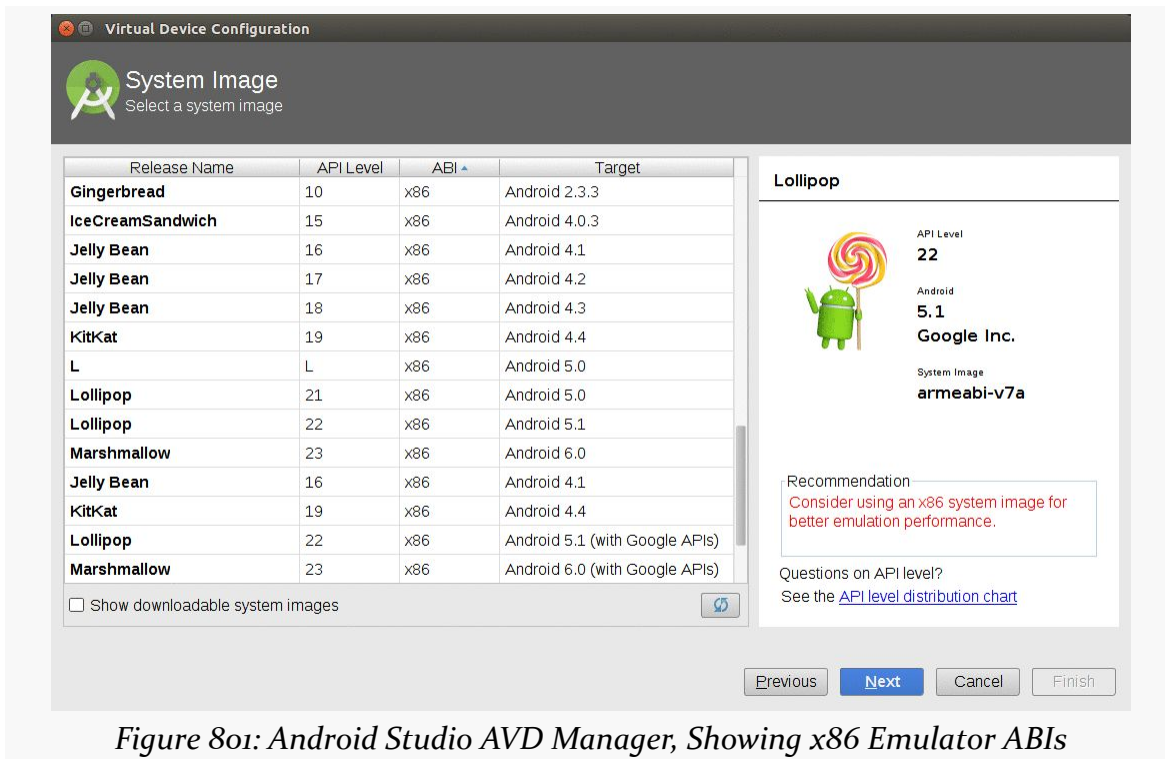 Virtual Device Configuration
System Image
Select a system image
Release Name API Level ABI Target
Gingerbread 10 x86 Android 2.3.3
IceCreamSandwich 15 x86 Android 4.0.3
Jelly Bean 16 x86 Android 4.1
Jelly Bean 17 x86 Android 4.2
Jelly Bean 18 x86 Android 4.3
KitKat 19 x86 Android 4.4
L L x86 Android 5.0
Lollipop 21 x86 Android 5.0
Lollipop 22 x86 Android 5.1
Marshmallow 23 x86 Android 6.0
Jelly Bean 16 x86 Android 4.1
KitKat 19 x86 Android 4.4
Lollipop 22 x86 Android 5.1 (with Google APIs)
Marshmallow 23 x86 Android 6.0 (with Google APIs)
Show downloadable system images
Lollipop
API Level
22
Android
5.1
Google Inc.
System Image
armeabi-v7a
Recommendation
Consider using an x86 system image for
better emulation performance.
Questions on API level?
See the API level distribution chart
Previous Next Cancel Finish
Figure 801: Android Studio AVD Manager, Showing x86 Emulator ABIs